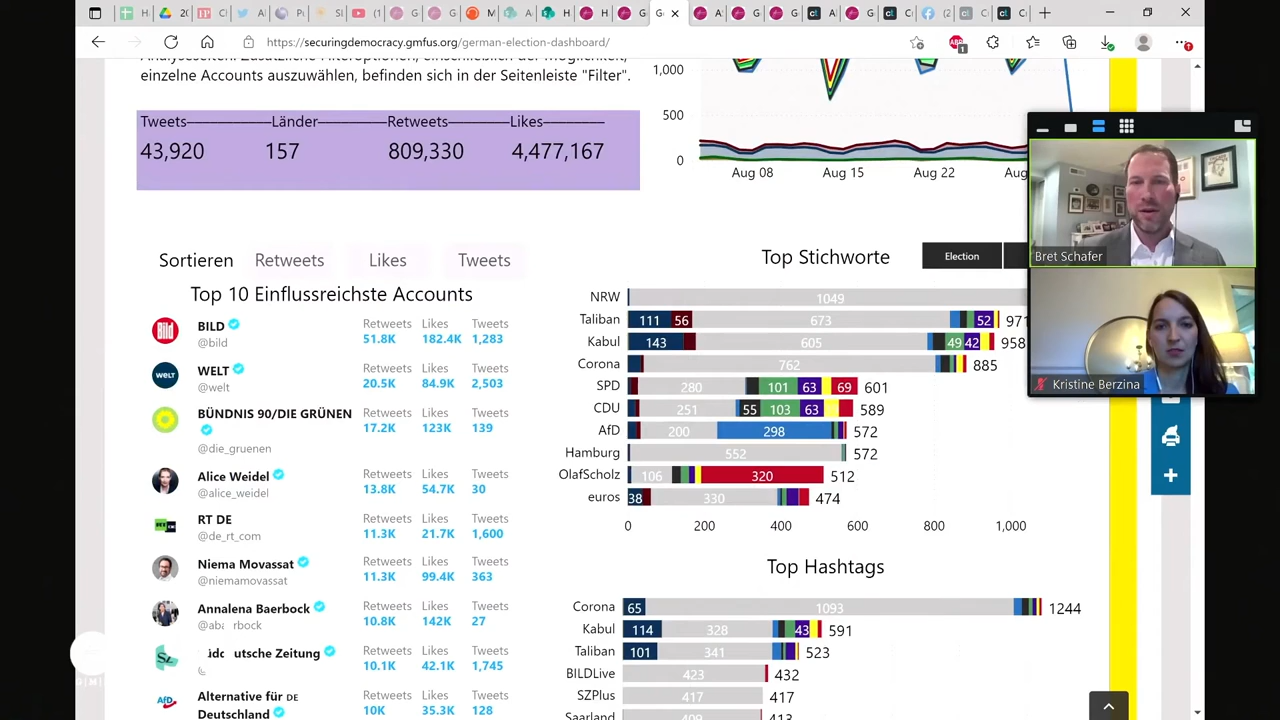 https://securingdemocracy.gmfus.org/german-election-dashboard/
einzelne Accounts auszuwählen, befinden sich in der Seitenleiste "Filter".
Tweets Länder Retweets Likes
43,920 157 809,330 4,477,167
1,000
500
0
Aug 08 Aug 15 Aug 22 Aug
Sortieren Retweets Likes Tweets
Top 10 Einflussreichste Accounts
BILD Retweets Likes Tweets
@bild 51.8K 182.4K 1,283
WELT Retweets Likes Tweets
@welt 20.5K 84.9K 2,503
BÜNDNIS 90/DIE GRÜNEN Retweets Likes Tweets
17.2K 123K 139
@die_gruenen
Alice Weidel Retweets Likes Tweets
@alice_weidel 13.8K 54.7K 30
RT DE Retweets Likes Tweets
@de_rt_com 11.3K 21.7K 1,600
Niema Movassat Retweets Likes Tweets
@niemamovassat 11.3K 99.4K 363
Annalena Baerbock Retweets Likes Tweets
10.8K 142K 27
utsche Zeitung Retweets Likes Tweets
10.1K 42.1K 1,745
Alternative für DE Retweets Likes Tweets
Deutschland 10K 35.3K 128
Top Stichworte Election
NRW 1049
Taliban 111 56 673 52 971
Kabul 143 605 49 42 958
Corona 762 885
SPD 280 101 63 69 601
CDU 251 55 103 63 589
AfD 200 298 572
Hamburg 552 572
OlafScholz 106 320 512
euros 38 330 474
0 200 400 600 800 1,000
Top Hashtags
Corona 65 1093 1244
Kabul 114 328 43 591
Taliban 101 341 523
BILDLive 423 432
SZPlus 417 417
Saarland 409 413
Bret Schafer
Kristine Berzina